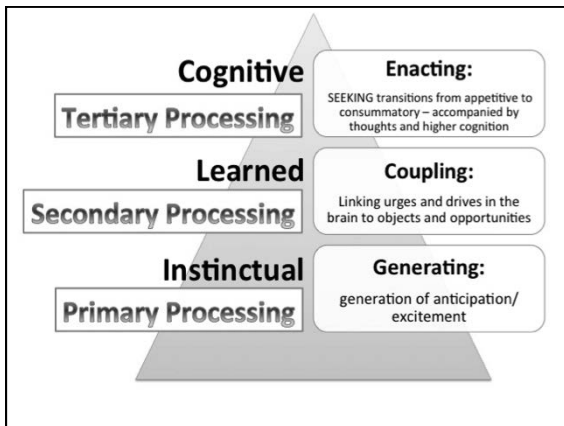 Cognitive
Tertiary Processing
Enacting:
SEEKING transitions from appetitive to
consummatory – accompanied by
thoughts and higher cognition
Learned
Secondary Processing
Coupling:
Linking urges and drives in the
brain to objects and opportunities
Instinctual
Primary Processing
Generating:
generation of anticipation/
excitement